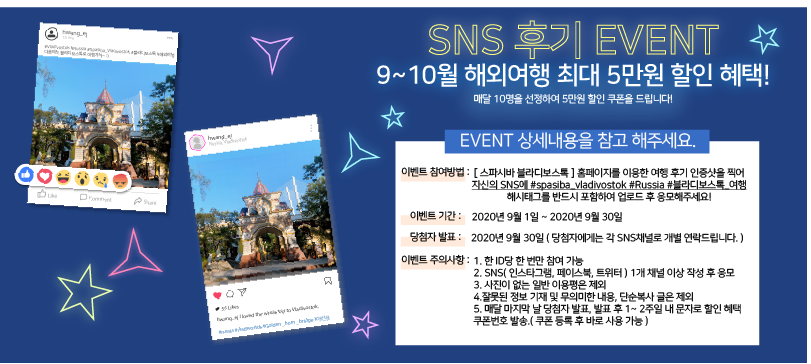 SNS 후기 EVENT
9~10월 해외여행 최대 5만원 할인 혜택!
매달 10명을 선정하여 5만원 할인 쿠폰을 드립니다!
EVENT 상세내용을 참고 해주세요.
이벤트 참여방법 : [ 스파시바 블라디보스톡 ] 홈페이지를 이용한 여행 후기 인증샷을 찍어
자신의 SNS에 #spasiba_vladivostok #Russia #블라디보스톡_여행
해시태그를 반드시 포함하여 업로드 후 응모해주세요!
이벤트 기간 : 2020년 9월 1일 ~ 2020년 9월 30일
당첨자 발표 : 2020년 9월 30일 ( 당첨자에게는 각 SNS채널로 개별 연락드립니다. )
이벤트 주의사항 : 1. 한 ID당 한 번만 참여 가능
2. SNS( 인스타그램, 페이스북, 트위터 ) 1개 채널 이상 작성 후 응모
3. 사진이 없는 일반 이용평은 제외
4.잘못된 정보 기재 및 무의미한 내용, 단순복사 글은 제외
5. 매달 마지막 날 당첨자 발표, 발표 후 1~ 2주일 내 문자로 할인 혜택
쿠폰번호 발송.( 쿠폰 등록 후 바로 사용 가능 )
hwang_ej
Like Comment Share
hwang_ej
Russia, Vladivostok
Likes
hwang_ej I loved the whole trip to Vladivostok.